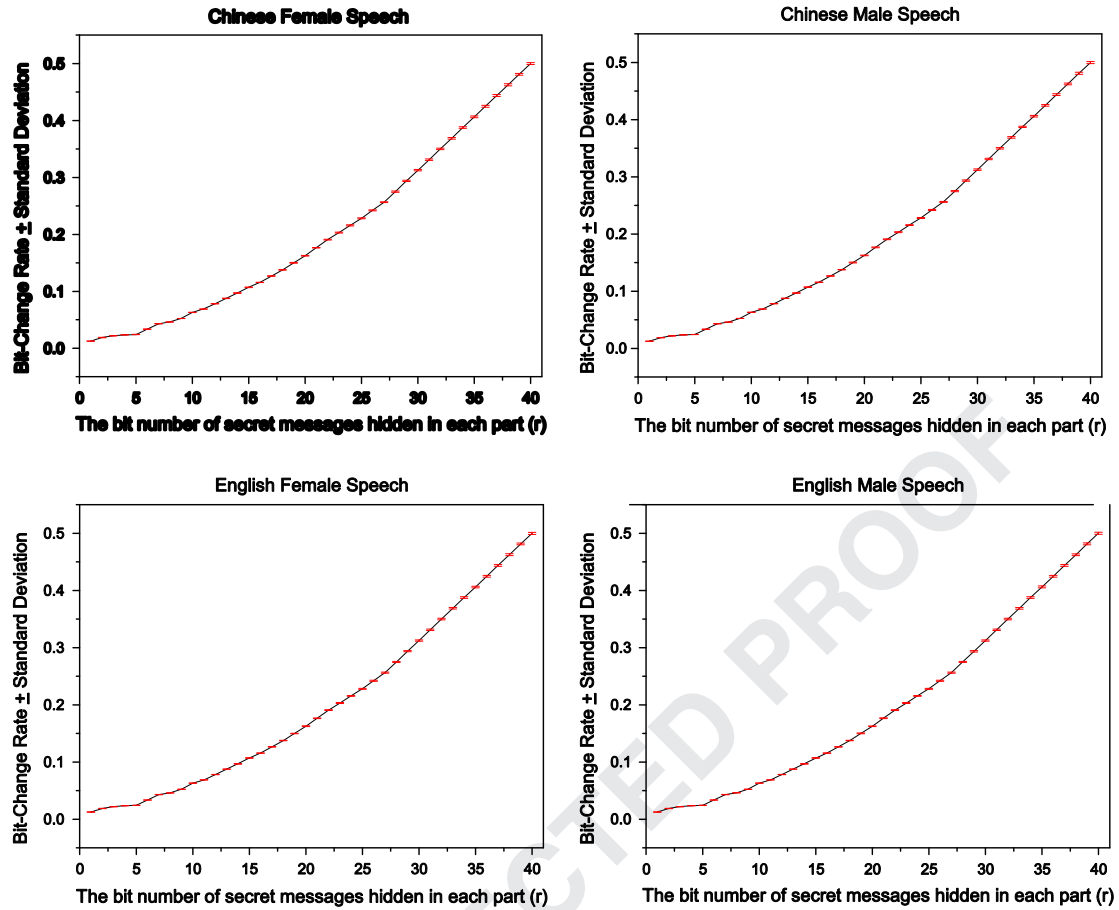 Chinese Female Speech
Bit-Change Rate ± Standard Deviation
0.5
0.4
0.3
0.2
0.1
0.0
0 5 10 15 20 25 30 35 40
The bit number of secret messages hidden in each part (r)
Chinese Male Speech
Bit-Change Rate ± Standard Deviation
0.5
0.4
0.3
0.2
0.1
0.0
0 5 10 15 20 25 30 35 40
The bit number of secret messages hidden in each part (r)
English Female Speech
Bit-Change Rate ± Standard Deviation
0.5
0.4
0.3
0.2
0.1
0.0
0 5 10 15 20 25 30 35 40
The bit number of secret messages hidden in each part (r)
English Male Speech
Bit-Change Rate ± Standard Deviation
0.5
0.4
0.3
0.2
0.1
0.0
0 5 10 15 20 25 30 35 40
The bit number of secret messages hidden in each part (r)
CTED PROOF